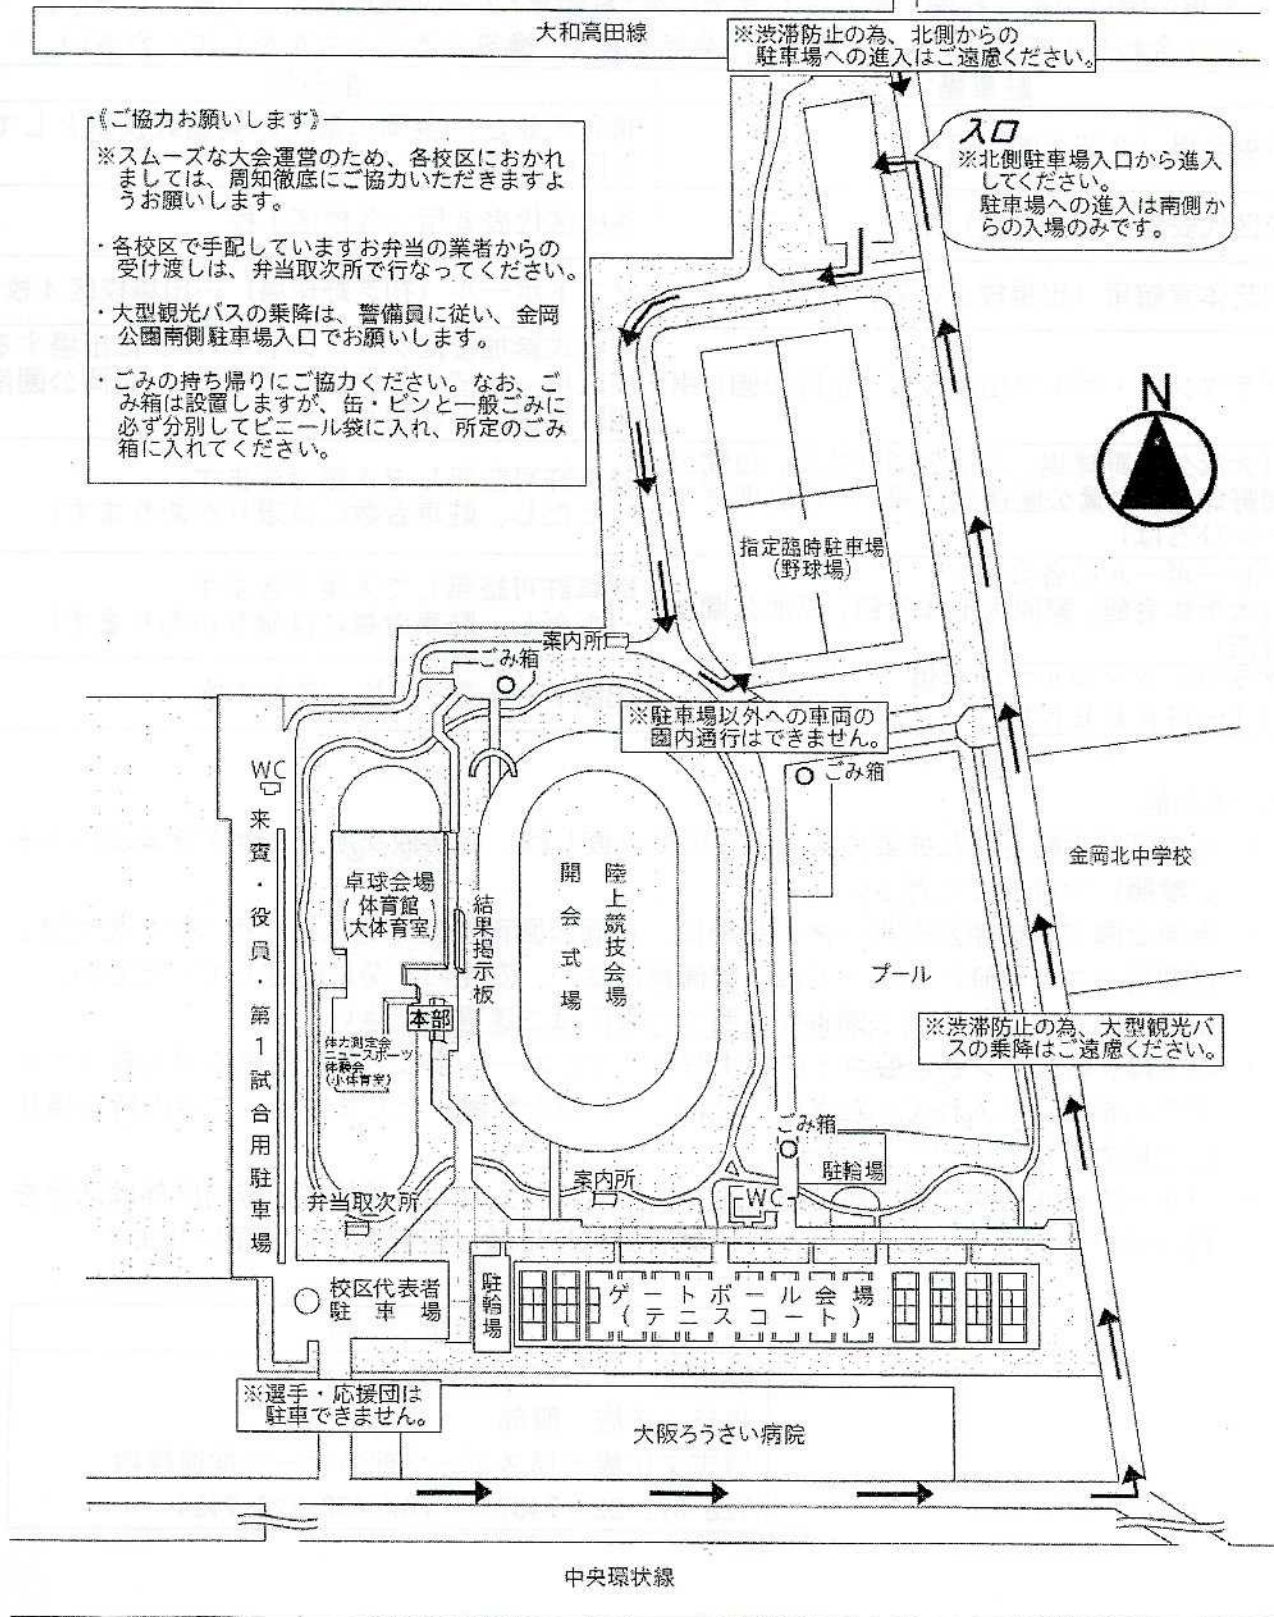 大和高田線
※渋滞防止の為、北側からの
駐車場への進入はご遠慮ください。
《ご協力お願いします》
※スムーズな大会運営のため、各校区におかれ
ましては、周知徹底にご協力いただきますよ
うお願いします。
・各校区で手配していますお弁当の業者からの
受け渡しは、弁当取次所で行なってください。
・大型観光バスの乗降は、警備員に従い、金岡
公園南側駐車場入口でお願いします。
・ごみの持ち帰りにご協力ください。なお、ご
み箱は設置しますが、缶・ビンと一般ごみに
必ず分別してビニール袋に入れ、所定のごみ
箱に入れてください。
入口
※北側駐車場入口から進入
してください。
駐車場への進入は南側か
らの入場のみです。
N
指定臨時駐車場
(野球場)
案内所
ごみ箱
※駐車場以外への車両の
園内通行はできません。
ごみ箱
WC
来賓・役員・第1試合用駐車場
卓球会場
(体育館
大体育室)
結果掲示板
陸上競技会場
開会式場
金岡北中学校
プール
本部
体力測定会
ニュースポーツ
体験会
(小体育室)
※渋滞防止の為、大型観光バ
スの乗降はご遠慮ください。
ごみ箱
駐輪場
案内所
WC
弁当取次所
校区代表者
駐車場
駐輪場
ゲートボール会場
(テニスコート)
※選手・応援団は
駐車できません。
大阪ろうさい病院
中央環状線